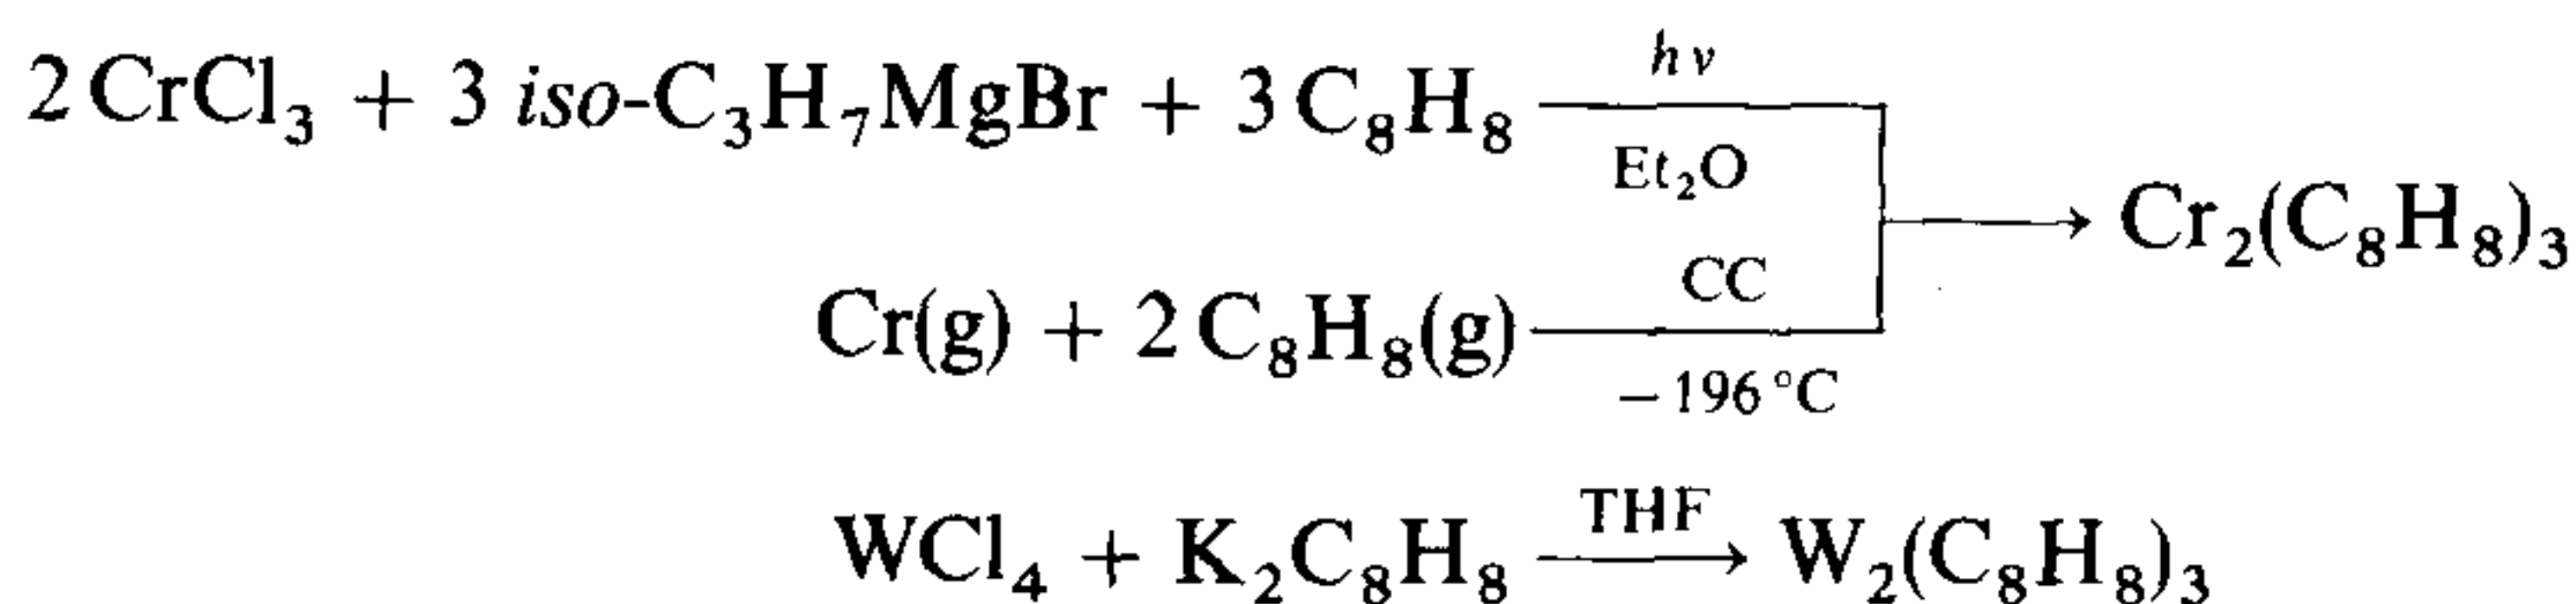 2 CrCl₃ + 3 iso-C₃H₇MgBr + 3 C₈H₈ hν Et₂O
Cr(g) + 2 C₈H₈(g) CC −196 °C → Cr₂(C₈H₈)₃
WCl₄ + K₂C₈H₈ THF → W₂(C₈H₈)₃